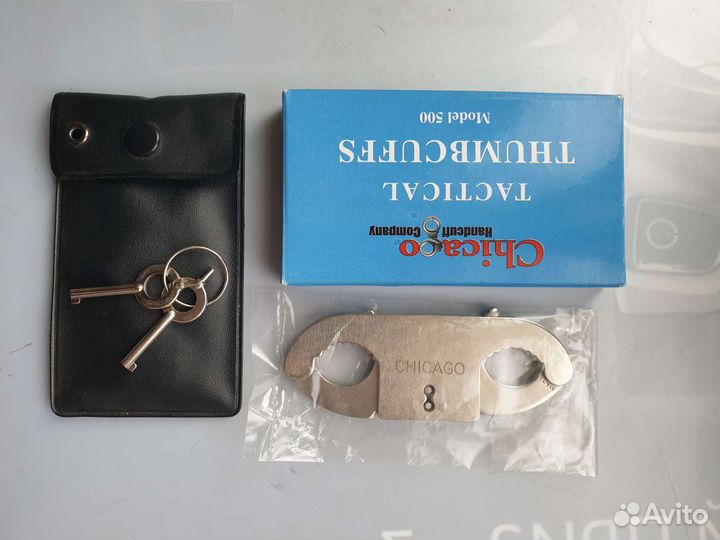 Chicago
Handcuff
Company
TACTICAL
THUMBCUFFS
Model 500
CHICAGO
Avito